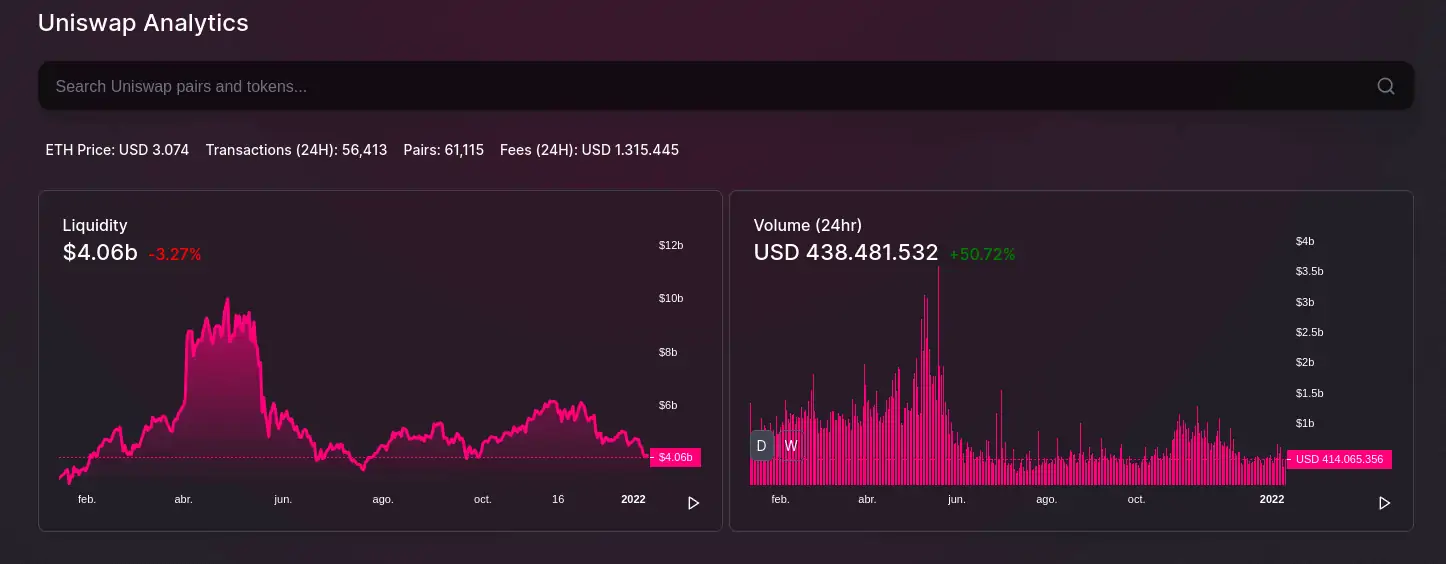 Uniswap Analytics
Search Uniswap pairs and tokens...
ETH Price: USD 3.074 Transactions (24H): 56,413 Pairs: 61,115 Fees (24H): USD 1.315.445
Liquidity
$4.06b -3.27%
$12b
$10b
$8b
$6b
$4.06b
feb. abr. jun. ago. oct. 16 2022
Volume (24hr)
USD 438.481.532 +50.72%
$4b
$3.5b
$3b
$2.5b
$2b
$1.5b
$1b
D W
USD 414.065.356
feb. abr. jun. ago. oct. 2022